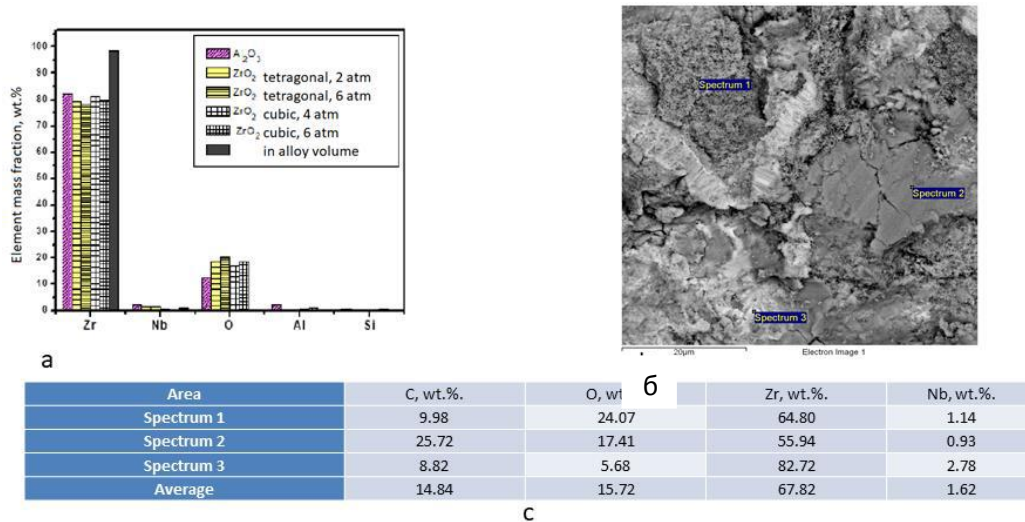 Element mass fraction, wt.%
100
90
80
70
60
50
40
30
20
10
0
Zr Nb O Al Si
Al₂O₃
ZrO₂ tetragonal, 2 atm
ZrO₂ tetragonal, 6 atm
ZrO₂ cubic, 4 atm
ZrO₂ cubic, 6 atm
in alloy volume
а
Spectrum 1
Spectrum 2
Spectrum 3
20µm
Electron Image 1
б
Area C, wt.%. O, wt Zr, wt.%. Nb, wt.%.
Spectrum 1 9.98 24.07 64.80 1.14
Spectrum 2 25.72 17.41 55.94 0.93
Spectrum 3 8.82 5.68 82.72 2.78
Average 14.84 15.72 67.82 1.62
с